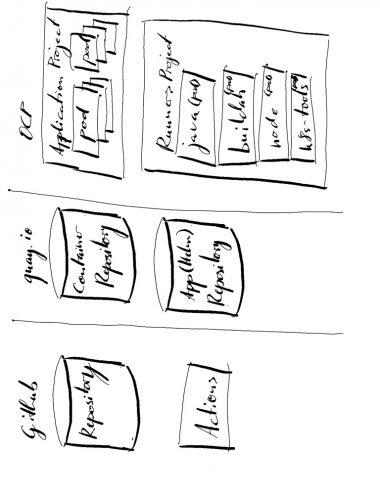 GitHub
Repository
Actions
quay.io
Container
Repository
App (Helm)
Repository
OCP
Application Project
pod
pod
Runners Project
java (pod)
buildah (pod)
node (pod)
k8s-tools (pod)